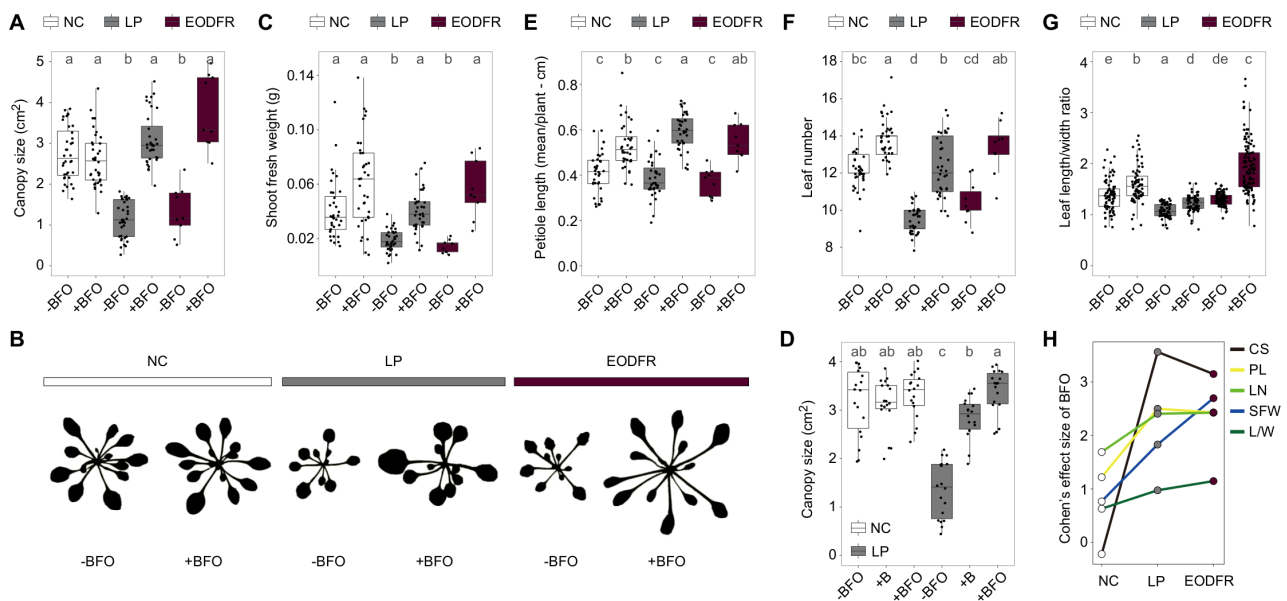 NC LP EODFR
A
Canopy size (cm2)
5
4
3
2
1
0
a a b a b a
-BFO +BFO -BFO +BFO -BFO +BFO
NC LP EODFR
C
Shoot fresh weight (g)
0.14
0.10
0.06
0.02
a a b a b a
-BFO +BFO -BFO +BFO -BFO +BFO
NC LP EODFR
E
Petiole length (mean/plant - cm)
0.8
0.6
0.4
0.2
0.0
c b c a c ab
-BFO +BFO -BFO +BFO -BFO +BFO
NC LP EODFR
F
Leaf number
18
16
14
12
10
8
bc a d b cd ab
-BFO +BFO -BFO +BFO -BFO +BFO
NC LP EODFR
G
Leaf length/width ratio
4
3
2
1
0
e b a d de c
-BFO +BFO -BFO +BFO -BFO +BFO
B
NC LP EODFR
-BFO +BFO -BFO +BFO -BFO +BFO
D
Canopy size (cm2)
4
3
2
1
0
ab ab ab c b a
NC
LP
-BFO +B +BFO -BFO +B +BFO
H
Cohen`s effect size of BFO
3
2
1
0
NC LP EODFR
CS
PL
LN
SFW
L/W